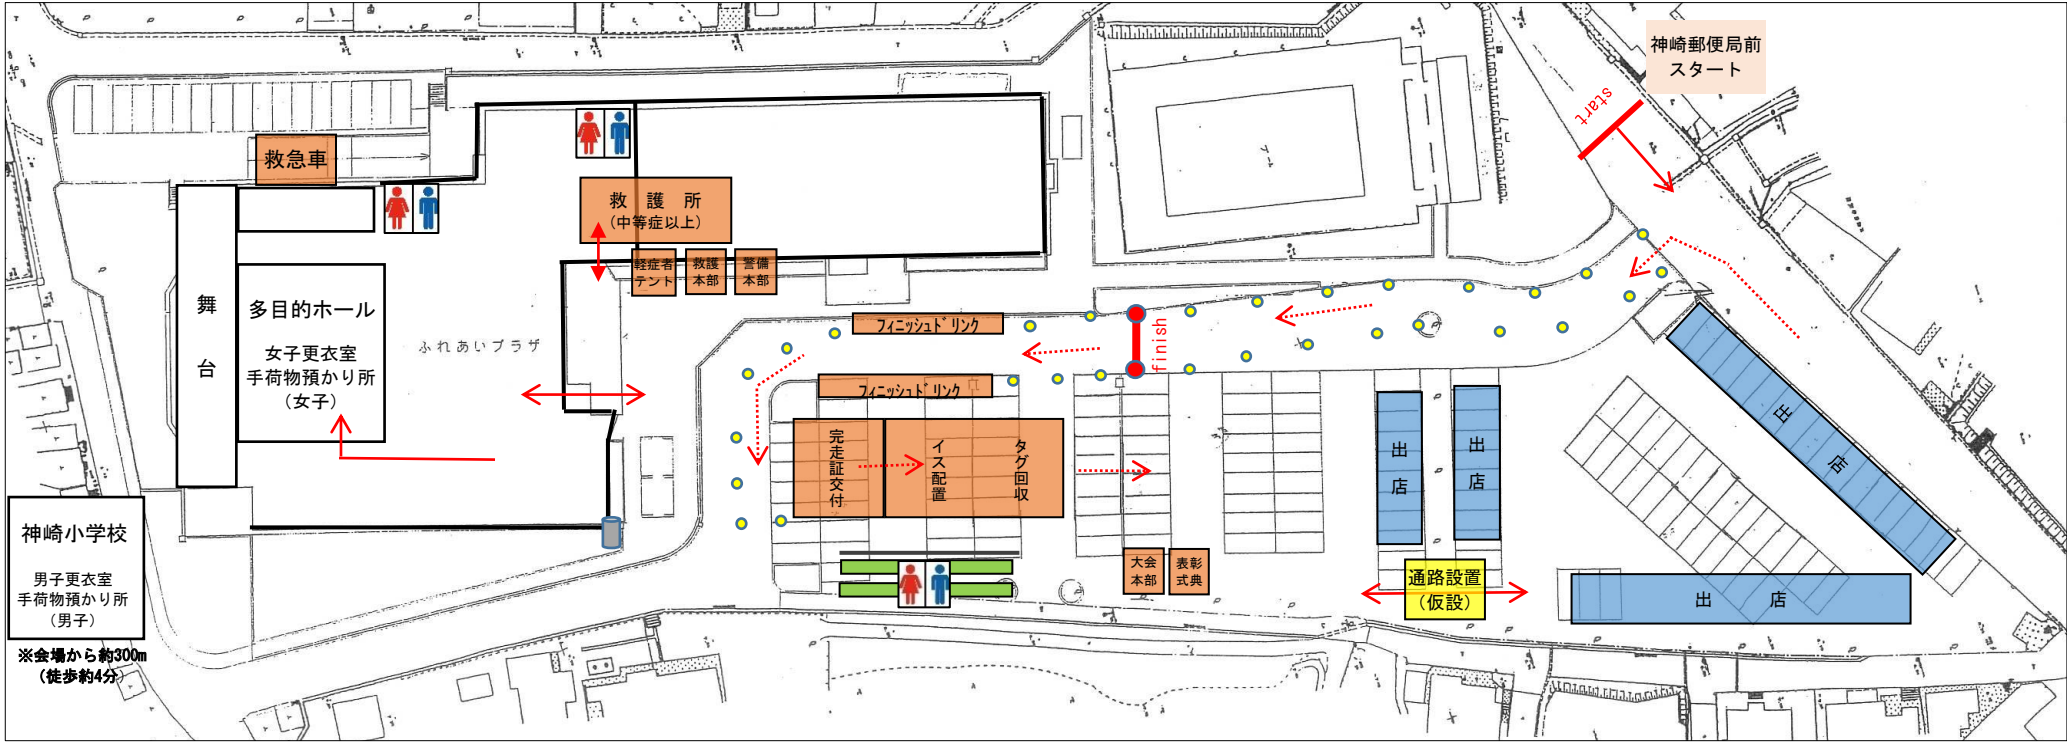 神崎郵便局前
スタート
start
救急車
救　護　所
（中等症以上）
軽症者
テント
救護
本部
警備
本部
舞
台
多目的ホール
女子更衣室
手荷物預かり所
（女子）
ふれあいプラザ
フィニッシュドリンク
finish
フィニッシュドリンク
完走証交付
イス配置
タグ回収
出
店
出
店
出
店
神崎小学校
男子更衣室
手荷物預かり所
（男子）
※会場から約300m
（徒歩約4分）
大会
本部
表彰
式典
通路設置
（仮設）
出　店
プール